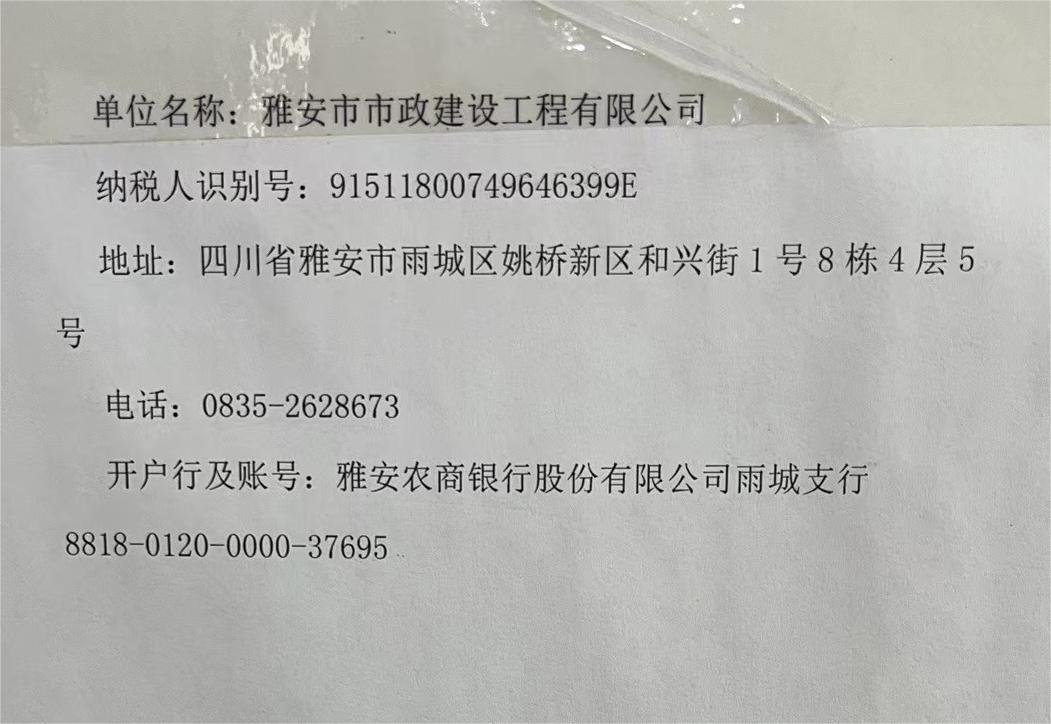 单位名称：雅安市市政建设工程有限公司
纳税人识别号：91511800749646399E
地址：四川省雅安市雨城区姚桥新区和兴街1号8栋4层5
号
电话：0835-2628673
开户行及账号：雅安农商银行股份有限公司雨城支行
8818-0120-0000-37695